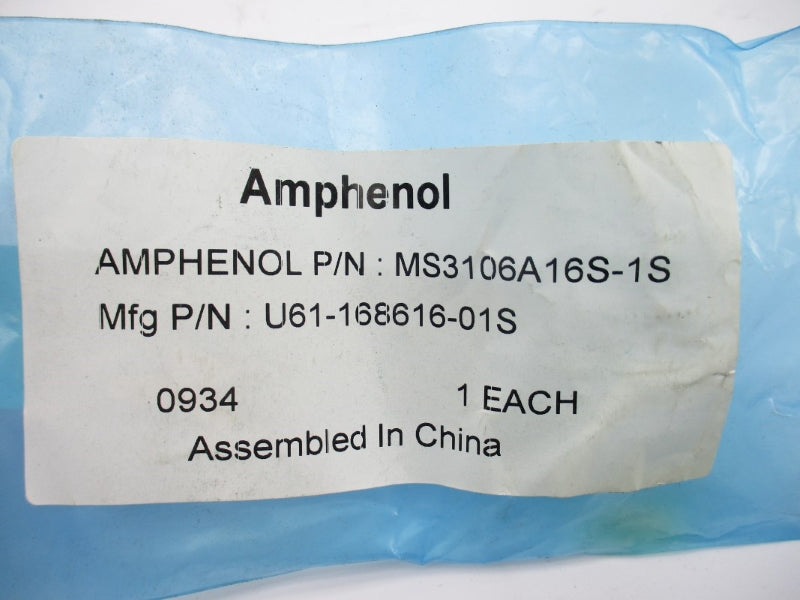 Amphenol
AMPHENOL P/N : MS3106A16S-1S
Mfg P/N : U61-168616-01S
0934 1 EACH
Assembled In China